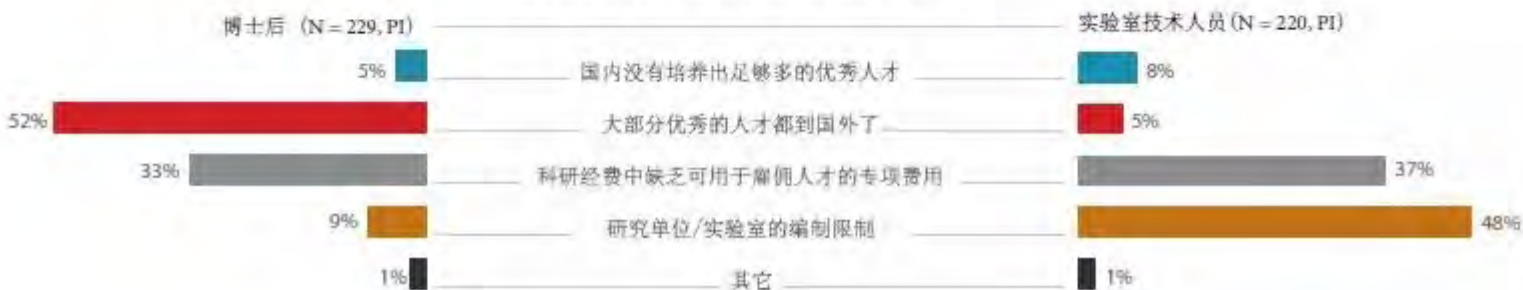 博士后 (N = 229, PI) 实验室技术人员(N = 220, PI)
5% 国内没有培养出足够多的优秀人才 8%
52% 大部分优秀的人才都到国外了 5%
33% 科研经费中缺乏可用于雇佣人才的专项费用 37%
9% 研究单位/实验室的编制限制 48%
1% 其它 1%